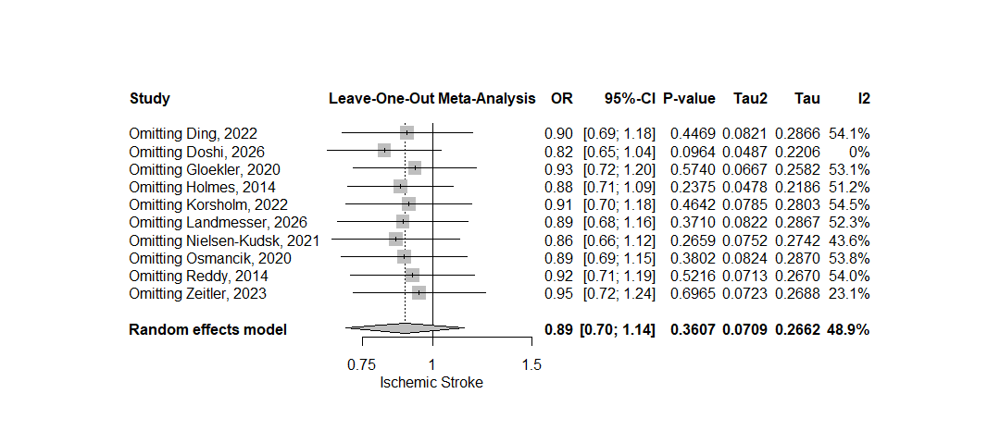 Study Leave-One-Out Meta-Analysis OR 95%-CI P-value Tau2 Tau I2
Omitting Ding, 2022 0.90 [0.69; 1.18] 0.4469 0.0821 0.2866 54.1%
Omitting Doshi, 2026 0.82 [0.65; 1.04] 0.0964 0.0487 0.2206 0%
Omitting Gloekler, 2020 0.93 [0.72; 1.20] 0.5740 0.0667 0.2582 53.1%
Omitting Holmes, 2014 0.88 [0.71; 1.09] 0.2375 0.0478 0.2186 51.2%
Omitting Korsholm, 2022 0.91 [0.70; 1.18] 0.4642 0.0785 0.2803 54.5%
Omitting Landmesser, 2026 0.89 [0.68; 1.16] 0.3710 0.0822 0.2867 52.3%
Omitting Nielsen-Kudsk, 2021 0.86 [0.66; 1.12] 0.2659 0.0752 0.2742 43.6%
Omitting Osmancik, 2020 0.89 [0.69; 1.15] 0.3802 0.0824 0.2870 53.8%
Omitting Reddy, 2014 0.92 [0.71; 1.19] 0.5216 0.0713 0.2670 54.0%
Omitting Zeitler, 2023 0.95 [0.72; 1.24] 0.6965 0.0723 0.2688 23.1%
Random effects model 0.89 [0.70; 1.14] 0.3607 0.0709 0.2662 48.9%
0.75 1 1.5
Ischemic Stroke